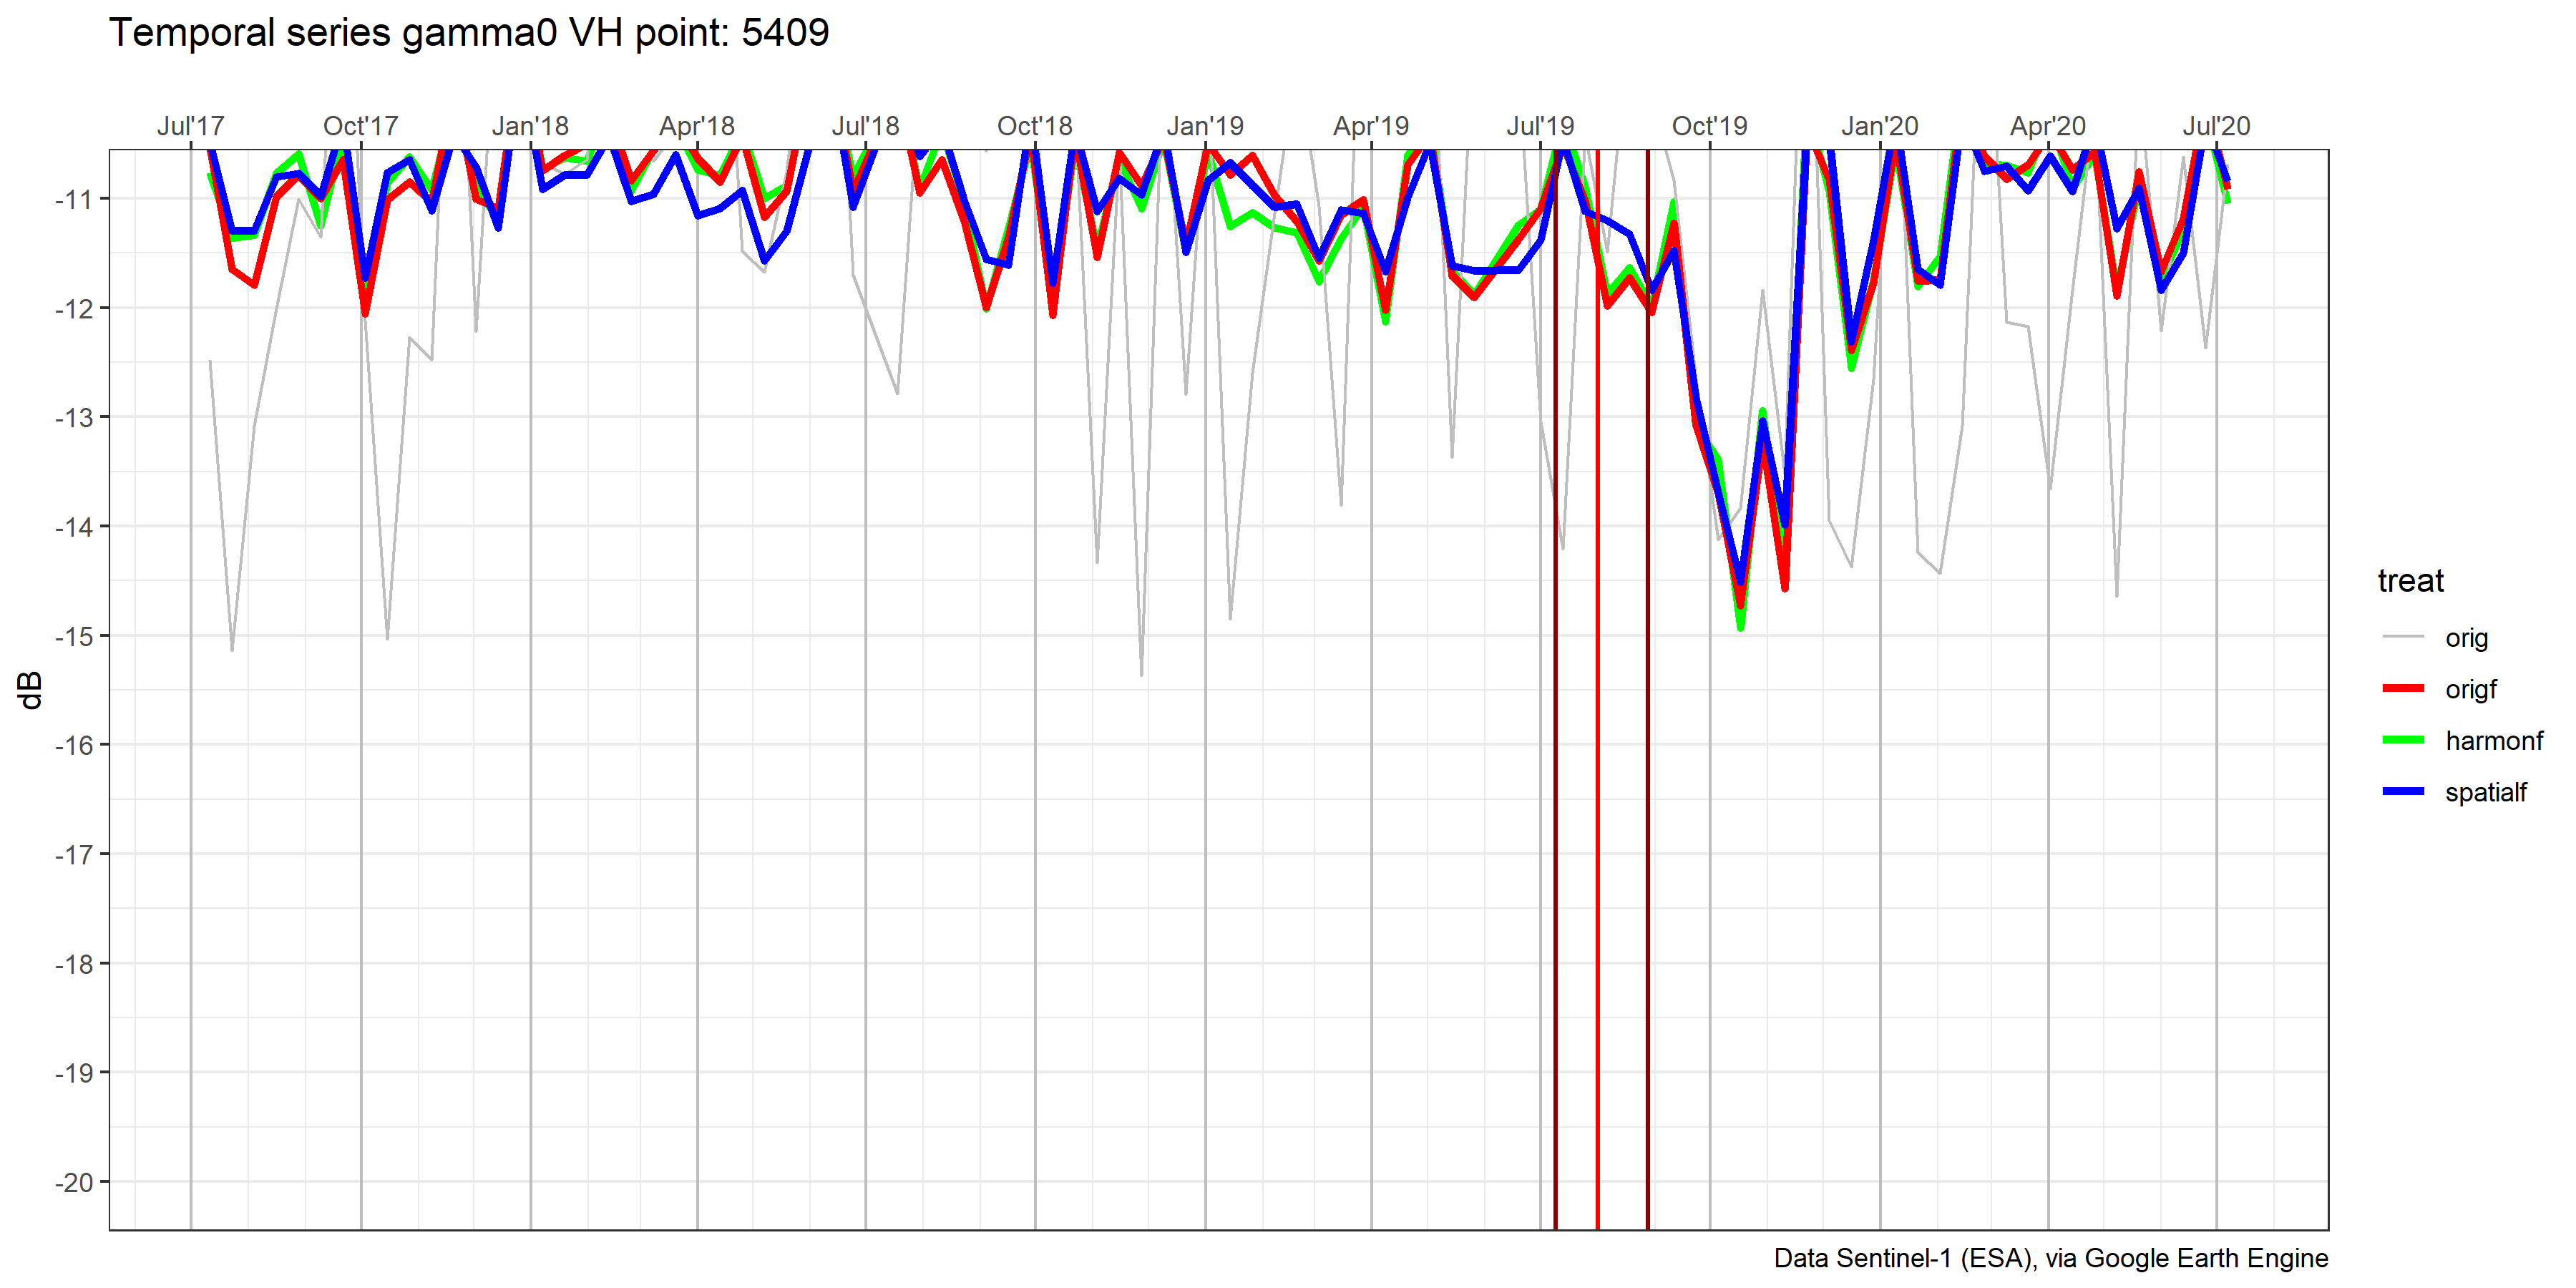 Temporal series gamma0 VH point: 5409
Jul'17 Oct'17 Jan'18 Apr'18 Jul'18 Oct'18 Jan'19 Apr'19 Jul'19 Oct'19 Jan'20 Apr'20 Jul'20
-11
-12
-13
-14
-15
-16
-17
-18
-19
-20
dB
treat
orig
origf
harmonf
spatialf
Data Sentinel-1 (ESA), via Google Earth Engine